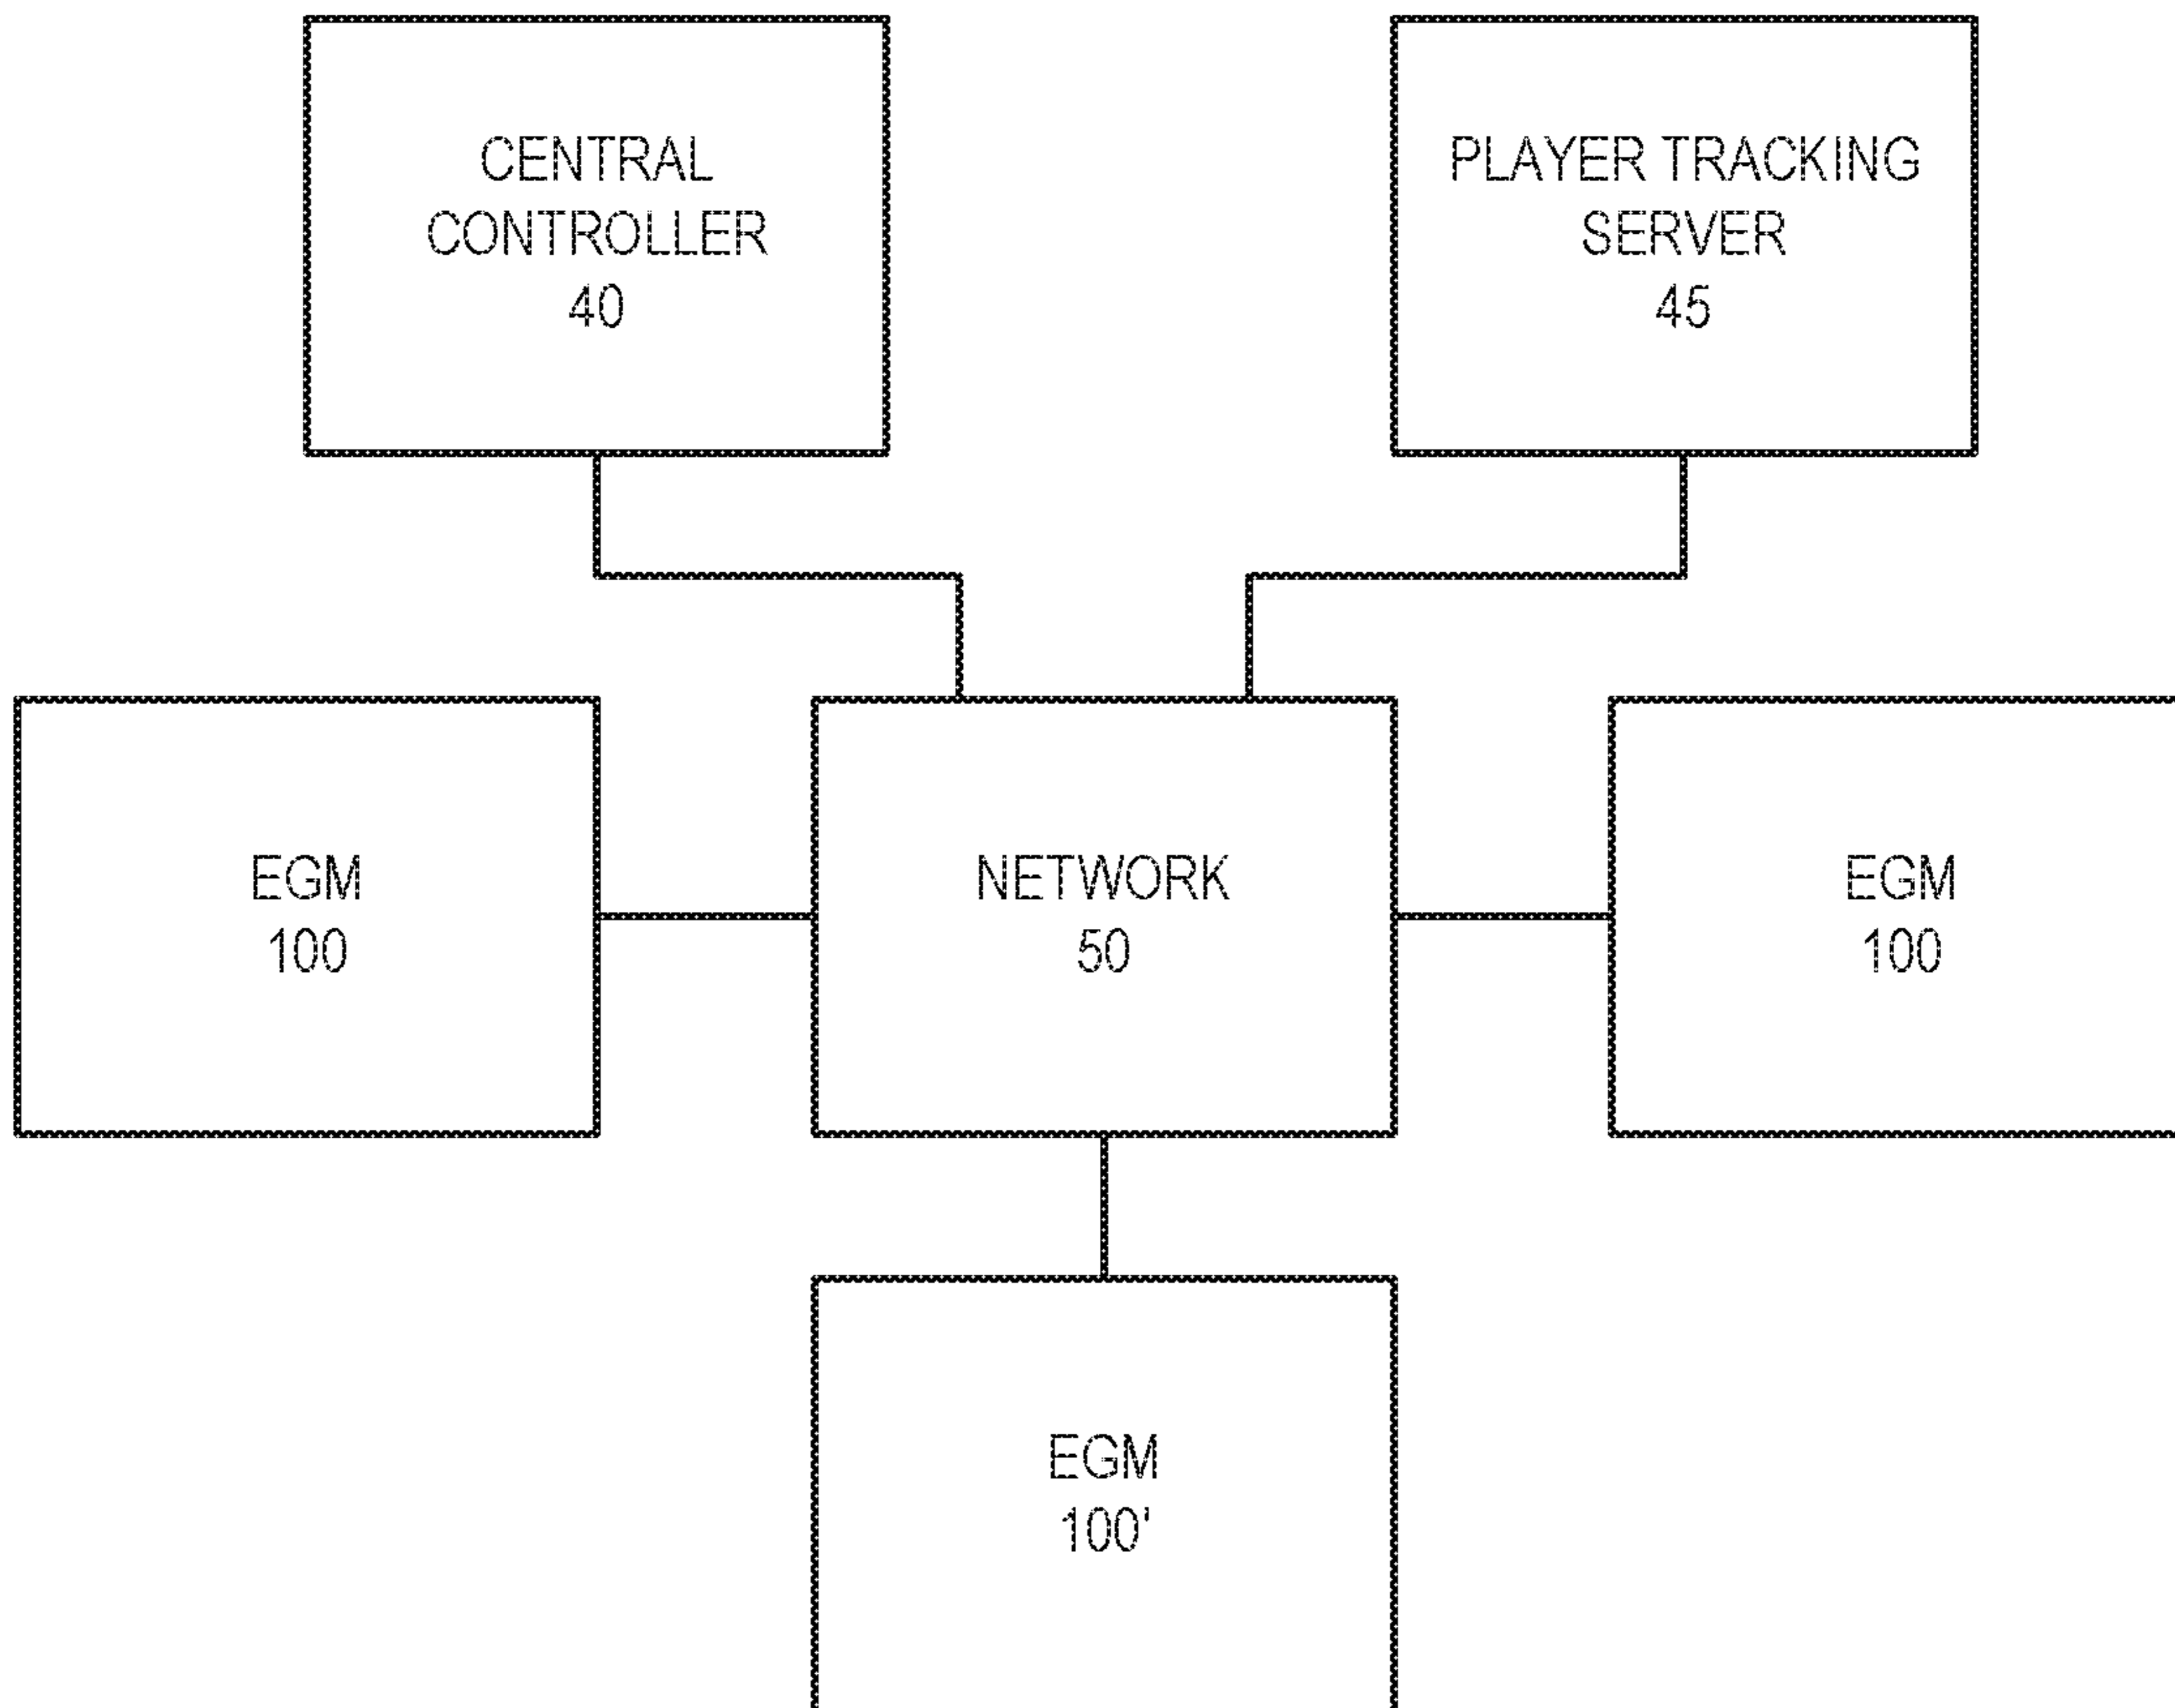 CENTRAL
CONTROLLER
40
PLAYER TRACKING
SERVER
45
EGM
100
NETWORK
50
EGM
100
EGM
100'